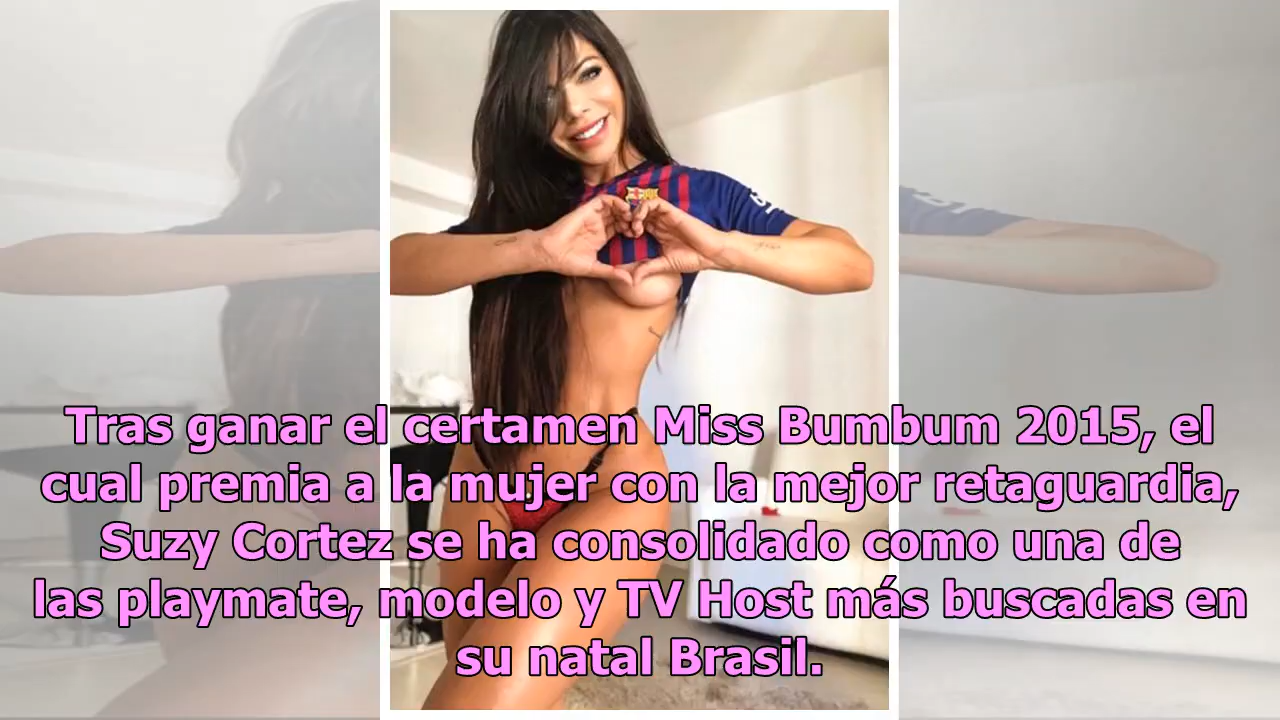 Tras ganar el certamen Miss Bumbum 2015, el
cual premia a la mujer con la mejor retaguardia,
Suzy Cortez se ha consolidado como una de
las playmate, modelo y TV Host más buscadas en
su natal Brasil.